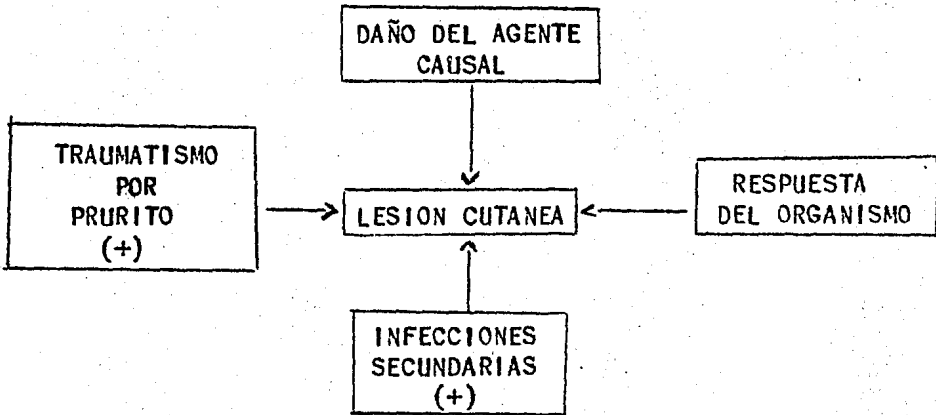 DAÑO DEL AGENTE
CAUSAL
TRAUMATISMO
POR
PRURITO
(+)
LESION CUTANEA
RESPUESTA
DEL ORGANISMO
INFECCIONES
SECUNDARIAS
(+)